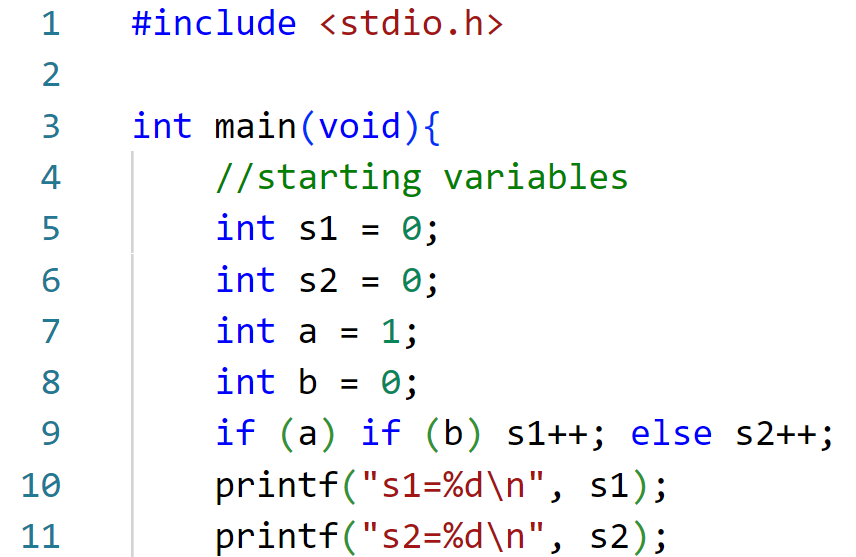 1 #include <stdio.h>
2
3 int main(void){
4 //starting variables
5 int s1 = 0;
6 int s2 = 0;
7 int a = 1;
8 int b = 0;
9 if (a) if (b) s1++; else s2++;
10 printf("s1=%d\n", s1);
11 printf("s2=%d\n", s2);